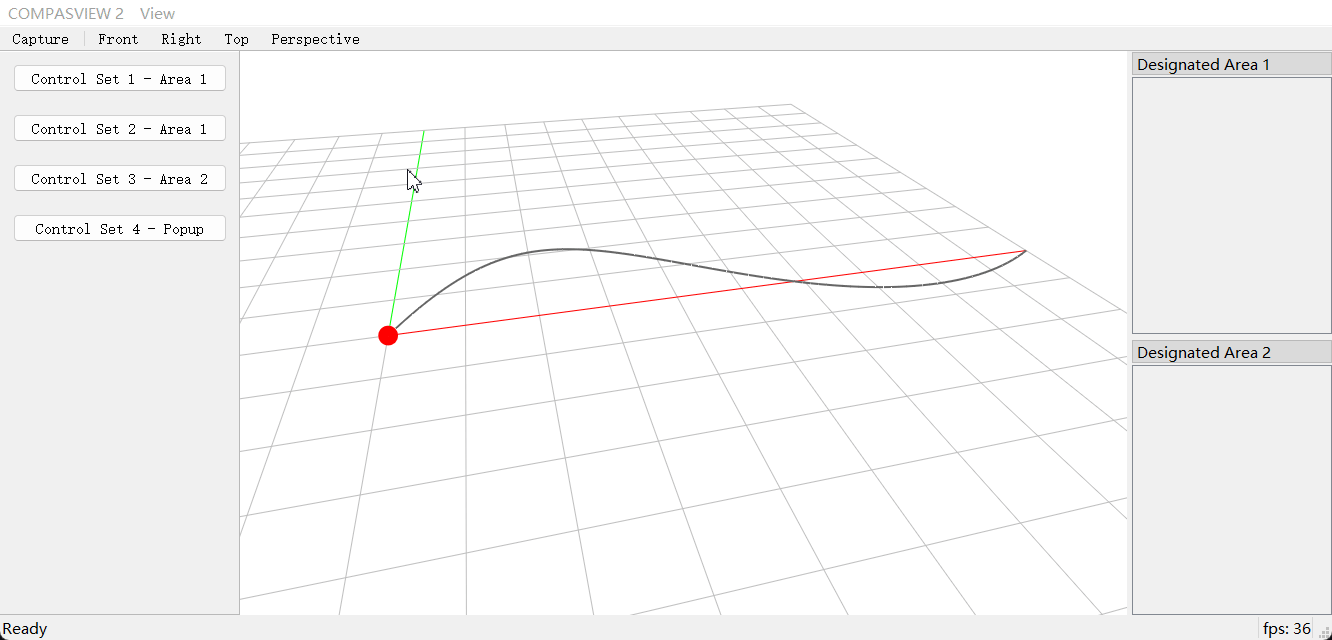 COMPASVIEW 2 View
Capture Front Right Top Perspective
Control Set 1 - Area 1
Control Set 2 - Area 1
Control Set 3 - Area 2
Control Set 4 - Popup
Designated Area 1
Designated Area 2
Ready fps: 36